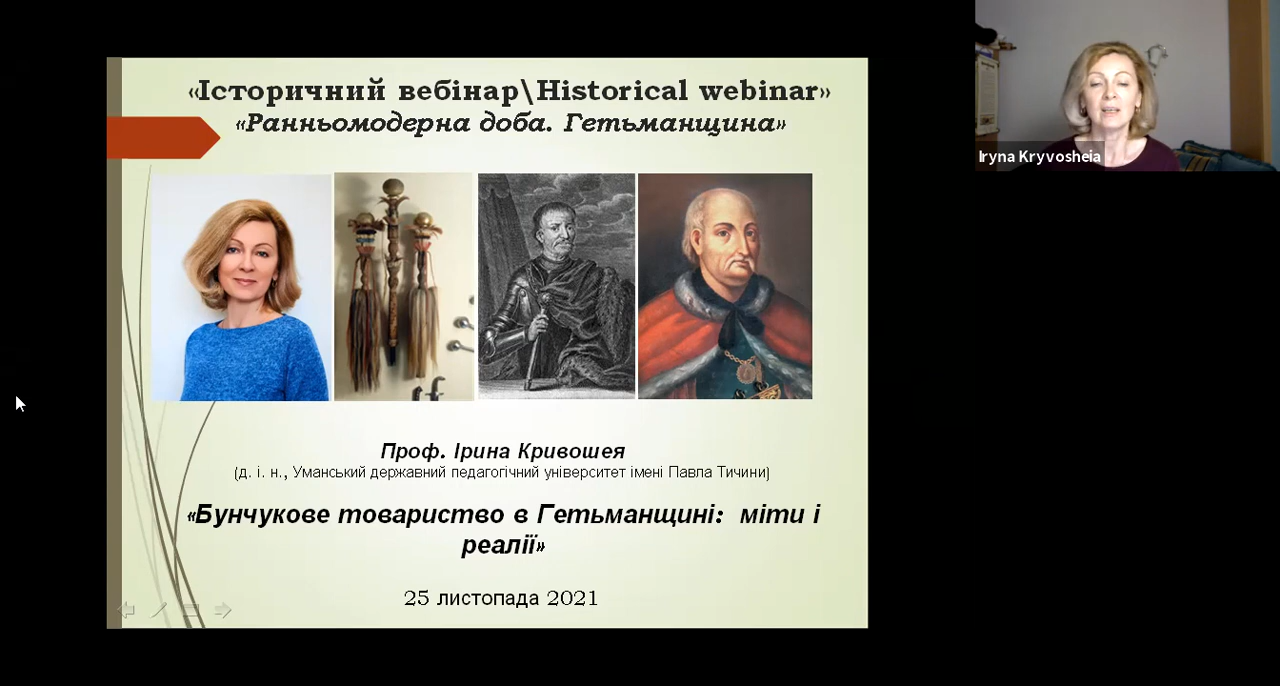 «Історичний вебінар\Historical webinar»
«Ранньомодерна доба. Гетьманщина»
Iryna Kryvosheia
Проф. Ірина Кривошея
(д. і. н., Уманський державний педагогічний університет імені Павла Тичини)
«Бунчукове товариство в Гетьманщині: міти і
реалії»
25 листопада 2021